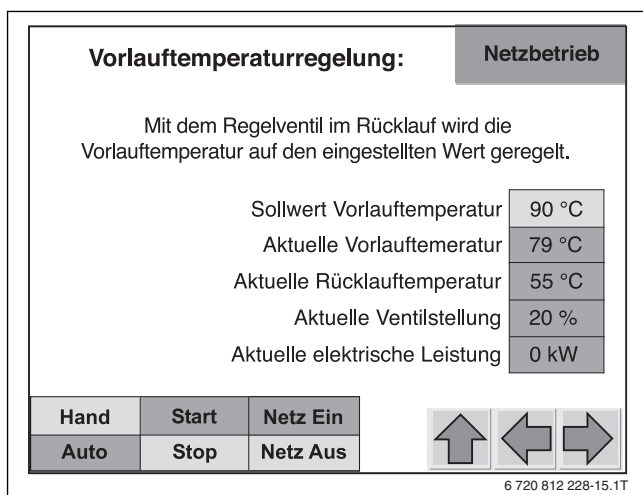 Vorlauftemperaturregelung:
Netzbetrieb
Mit dem Regelventil im Rücklauf wird die
Vorlauftemperatur auf den eingestellten Wert geregelt.
Sollwert Vorlauftemperatur 90 °C
Aktuelle Vorlauftemeratur 79 °C
Aktuelle Rücklauftemperatur 55 °C
Aktuelle Ventilstellung 20 %
Aktuelle elektrische Leistung 0 kW
Hand Start Netz Ein
Auto Stop Netz Aus
6 720 812 228-15.1T